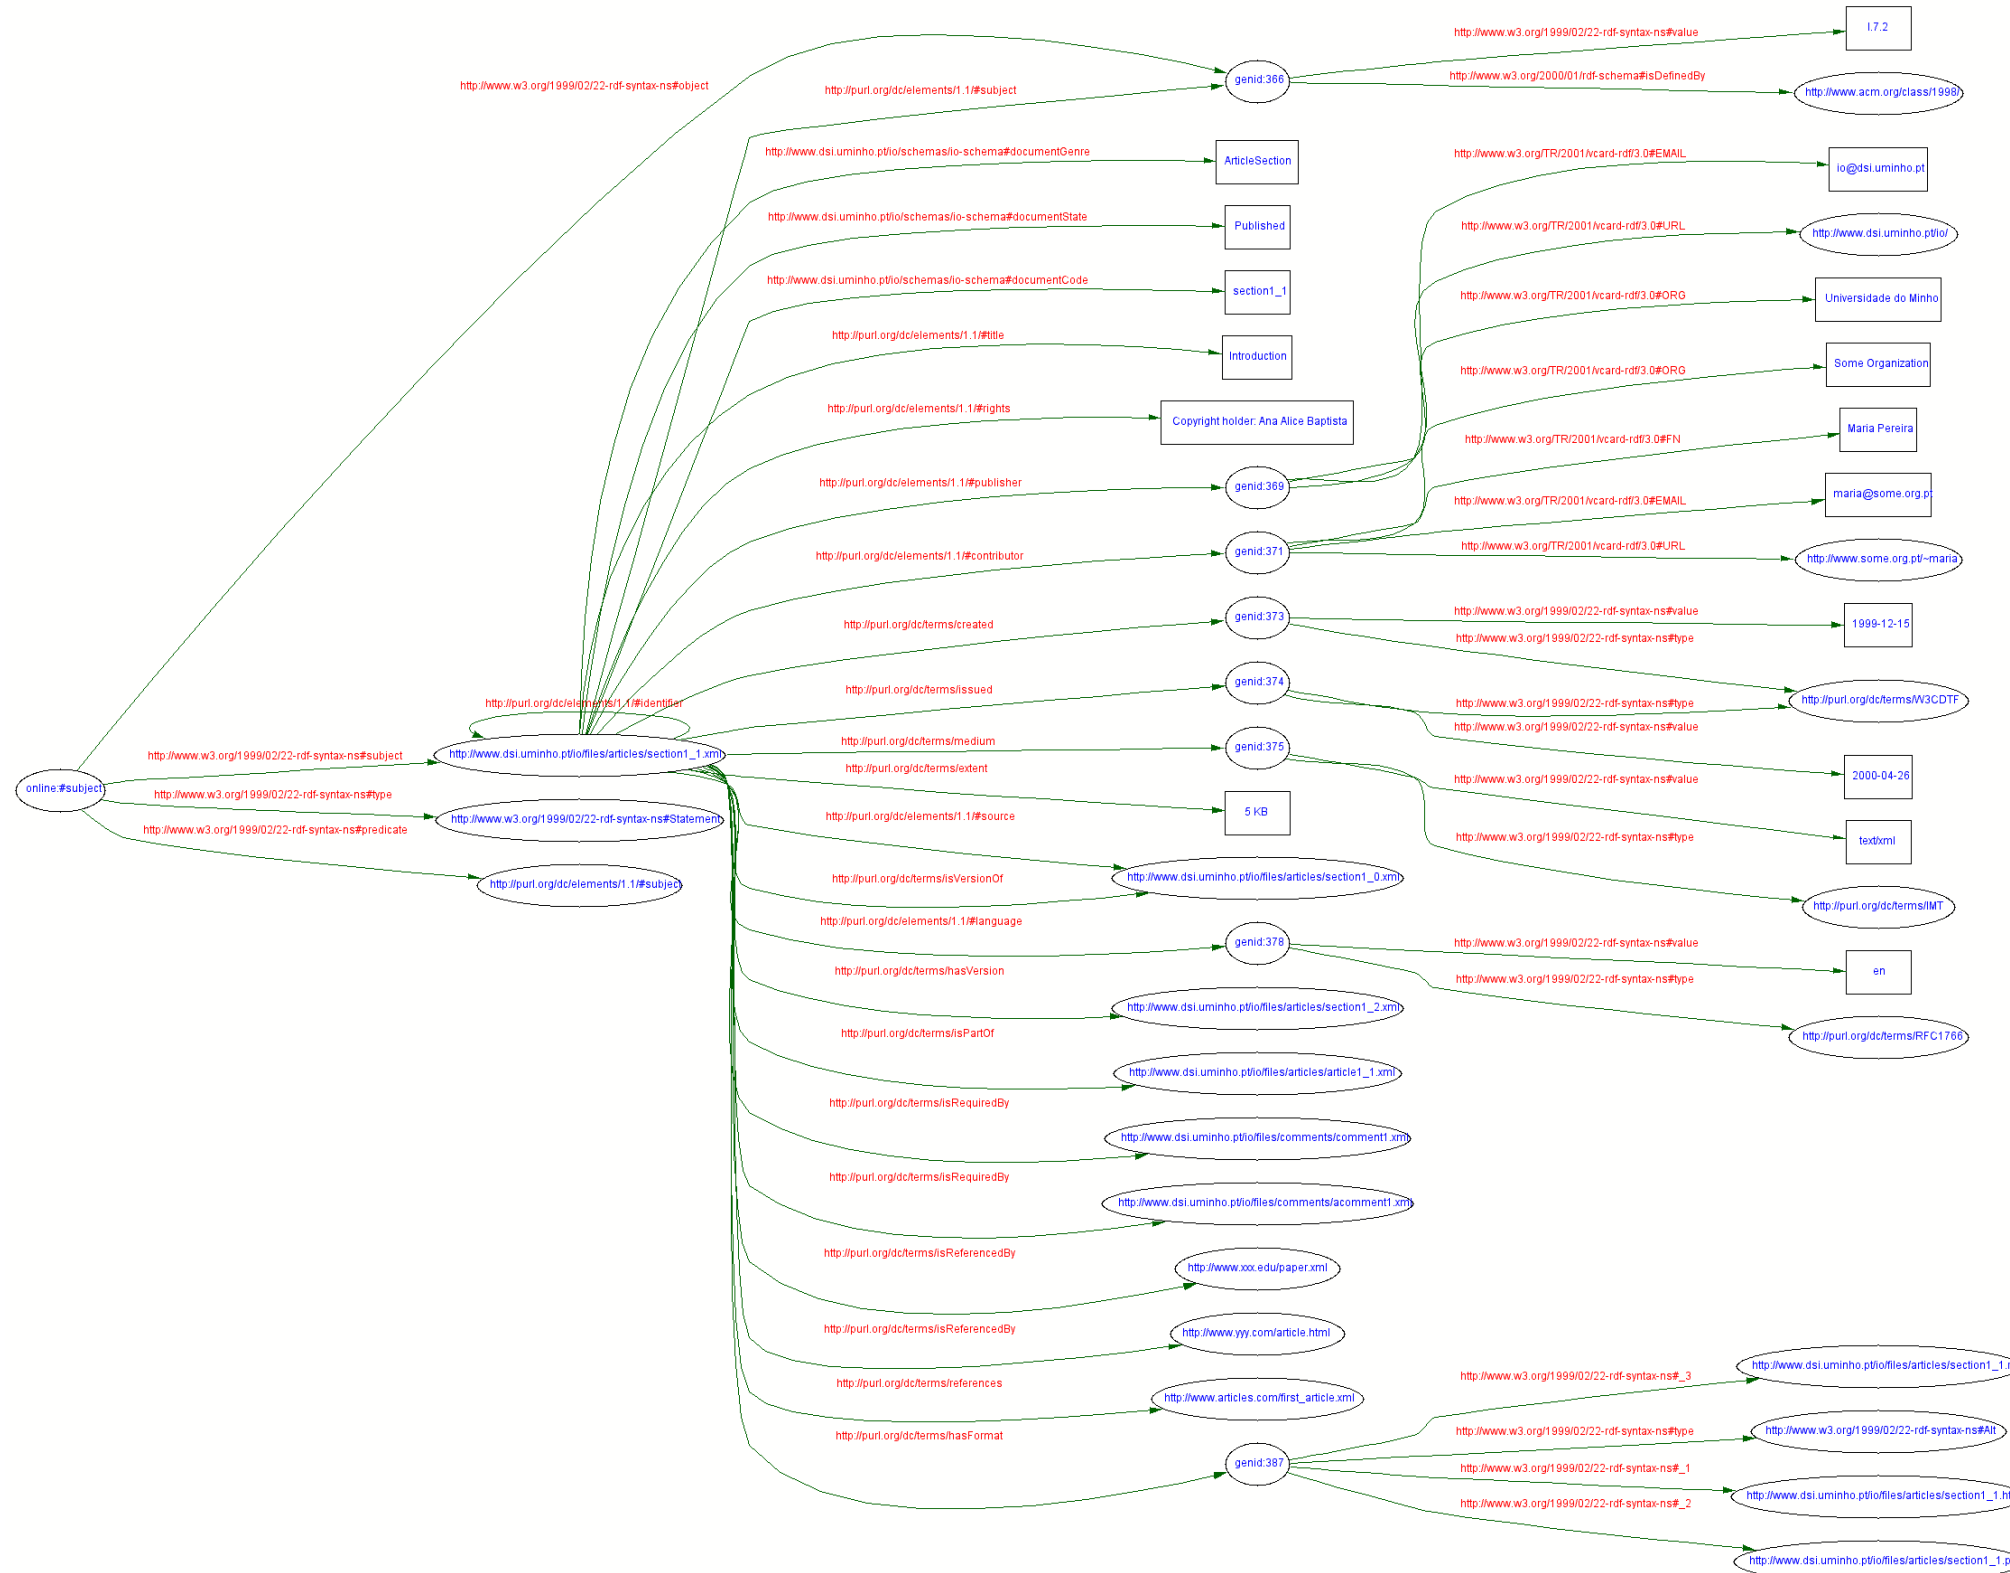 http://www.w3.org/1999/02/22-rdf-syntax-ns#object
http://purl.org/dc/elements/1.1/#subject
genid:366
http://www.w3.org/1999/02/22-rdf-syntax-ns#value
I.7.2
http://www.w3.org/2000/01/rdf-schema#isDefinedBy
http://www.acm.org/class/1998/
http://www.dsi.uminho.pt/io/schemas/io-schema#documentGenre
ArticleSection
http://www.w3.org/TR/2001/vcard-rdf/3.0#EMAIL
io@dsi.uminho.pt
http://www.dsi.uminho.pt/io/schemas/io-schema#documentState
Published
http://www.w3.org/TR/2001/vcard-rdf/3.0#URL
http://www.dsi.uminho.pt/io/
http://www.dsi.uminho.pt/io/schemas/io-schema#documentCode
section1_1
http://www.w3.org/TR/2001/vcard-rdf/3.0#ORG
Universidade do Minho
http://purl.org/dc/elements/1.1/#title
Introduction
http://www.w3.org/TR/2001/vcard-rdf/3.0#ORG
Some Organization
http://purl.org/dc/elements/1.1/#rights
Copyright holder: Ana Alice Baptista
http://www.w3.org/TR/2001/vcard-rdf/3.0#FN
Maria Pereira
http://purl.org/dc/elements/1.1/#publisher
genid:369
http://www.w3.org/TR/2001/vcard-rdf/3.0#EMAIL
maria@some.org.pt
http://purl.org/dc/elements/1.1/#contributor
genid:371
http://www.w3.org/TR/2001/vcard-rdf/3.0#URL
http://www.some.org.pt/~maria
http://purl.org/dc/terms/created
genid:373
http://www.w3.org/1999/02/22-rdf-syntax-ns#value
1999-12-15
http://www.w3.org/1999/02/22-rdf-syntax-ns#type
http://purl.org/dc/terms/W3CDTF
http://purl.org/dc/elements/1.1/#identifier
http://purl.org/dc/terms/issued
genid:374
http://www.w3.org/1999/02/22-rdf-syntax-ns#type
http://www.w3.org/1999/02/22-rdf-syntax-ns#value
2000-04-26
online:#subject
http://www.w3.org/1999/02/22-rdf-syntax-ns#subject
http://www.dsi.uminho.pt/io/files/articles/section1_1.xml
http://www.w3.org/1999/02/22-rdf-syntax-ns#type
http://www.w3.org/1999/02/22-rdf-syntax-ns#Statement
http://www.w3.org/1999/02/22-rdf-syntax-ns#predicate
http://purl.org/dc/elements/1.1/#subject
http://purl.org/dc/terms/medium
genid:375
http://www.w3.org/1999/02/22-rdf-syntax-ns#value
text/xml
http://www.w3.org/1999/02/22-rdf-syntax-ns#type
http://purl.org/dc/terms/IMT
http://purl.org/dc/terms/extent
5 KB
http://purl.org/dc/elements/1.1/#source
http://www.dsi.uminho.pt/io/files/articles/section1_0.xml
http://purl.org/dc/terms/isVersionOf
http://purl.org/dc/elements/1.1/#language
genid:378
http://www.w3.org/1999/02/22-rdf-syntax-ns#value
en
http://www.w3.org/1999/02/22-rdf-syntax-ns#type
http://purl.org/dc/terms/RFC1766
http://purl.org/dc/terms/hasVersion
http://www.dsi.uminho.pt/io/files/articles/section1_2.xml
http://purl.org/dc/terms/isPartOf
http://www.dsi.uminho.pt/io/files/articles/article1_1.xml
http://purl.org/dc/terms/isRequiredBy
http://www.dsi.uminho.pt/io/files/comments/comment1.xml
http://purl.org/dc/terms/isRequiredBy
http://www.dsi.uminho.pt/io/files/comments/acomment1.xml
http://purl.org/dc/terms/isReferencedBy
http://www.xxx.edu/paper.xml
http://purl.org/dc/terms/isReferencedBy
http://www.yyy.com/article.html
http://purl.org/dc/terms/references
http://www.articles.com/first_article.xml
http://purl.org/dc/terms/hasFormat
genid:387
http://www.w3.org/1999/02/22-rdf-syntax-ns#_3
http://www.dsi.uminho.pt/io/files/articles/section1_1.
http://www.w3.org/1999/02/22-rdf-syntax-ns#type
http://www.w3.org/1999/02/22-rdf-syntax-ns#Alt
http://www.w3.org/1999/02/22-rdf-syntax-ns#_1
http://www.dsi.uminho.pt/io/files/articles/section1_1.ht
http://www.w3.org/1999/02/22-rdf-syntax-ns#_2
http://www.dsi.uminho.pt/io/files/articles/section1_1.p